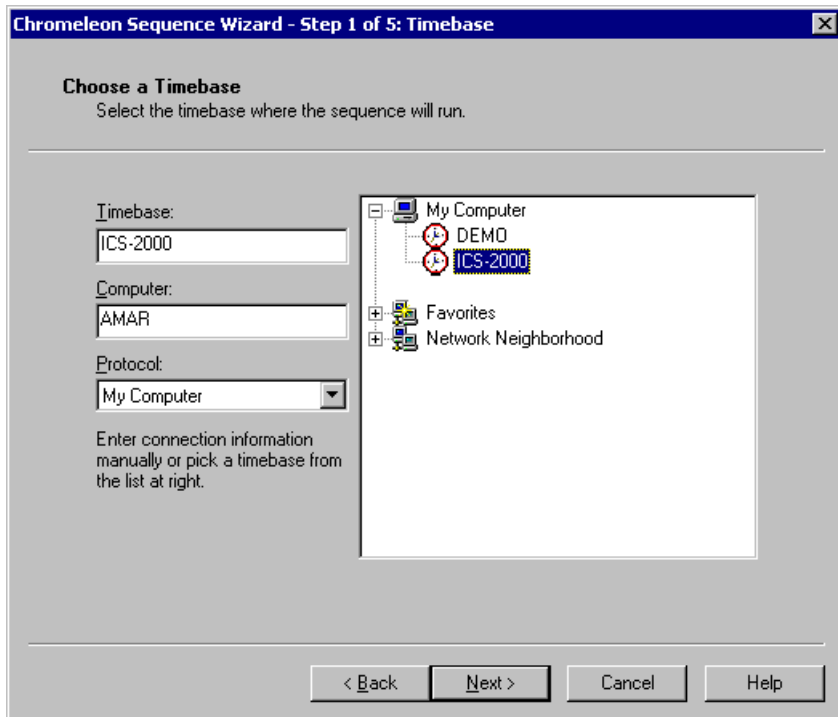 Chromeleon Sequence Wizard - Step 1 of 5: Timebase
Choose a Timebase
Select the timebase where the sequence will run.
Timebase:
ICS-2000
Computer:
AMAR
Protocol:
My Computer
Enter connection information
manually or pick a timebase from
the list at right.
My Computer
DEMO
ICS-2000
Favorites
Network Neighborhood
< Back
Next >
Cancel
Help